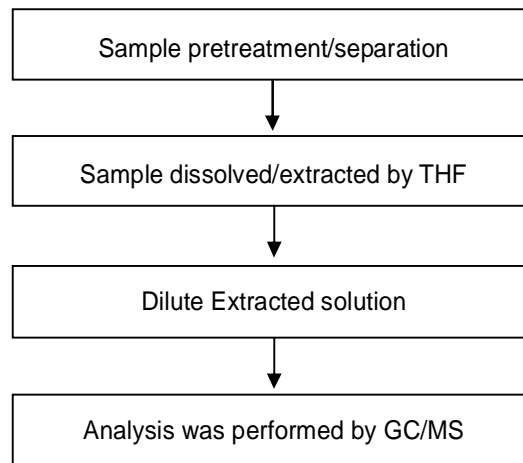 Sample pretreatment/separation
Sample dissolved/extracted by THF
Dilute Extracted solution
Analysis was performed by GC/MS